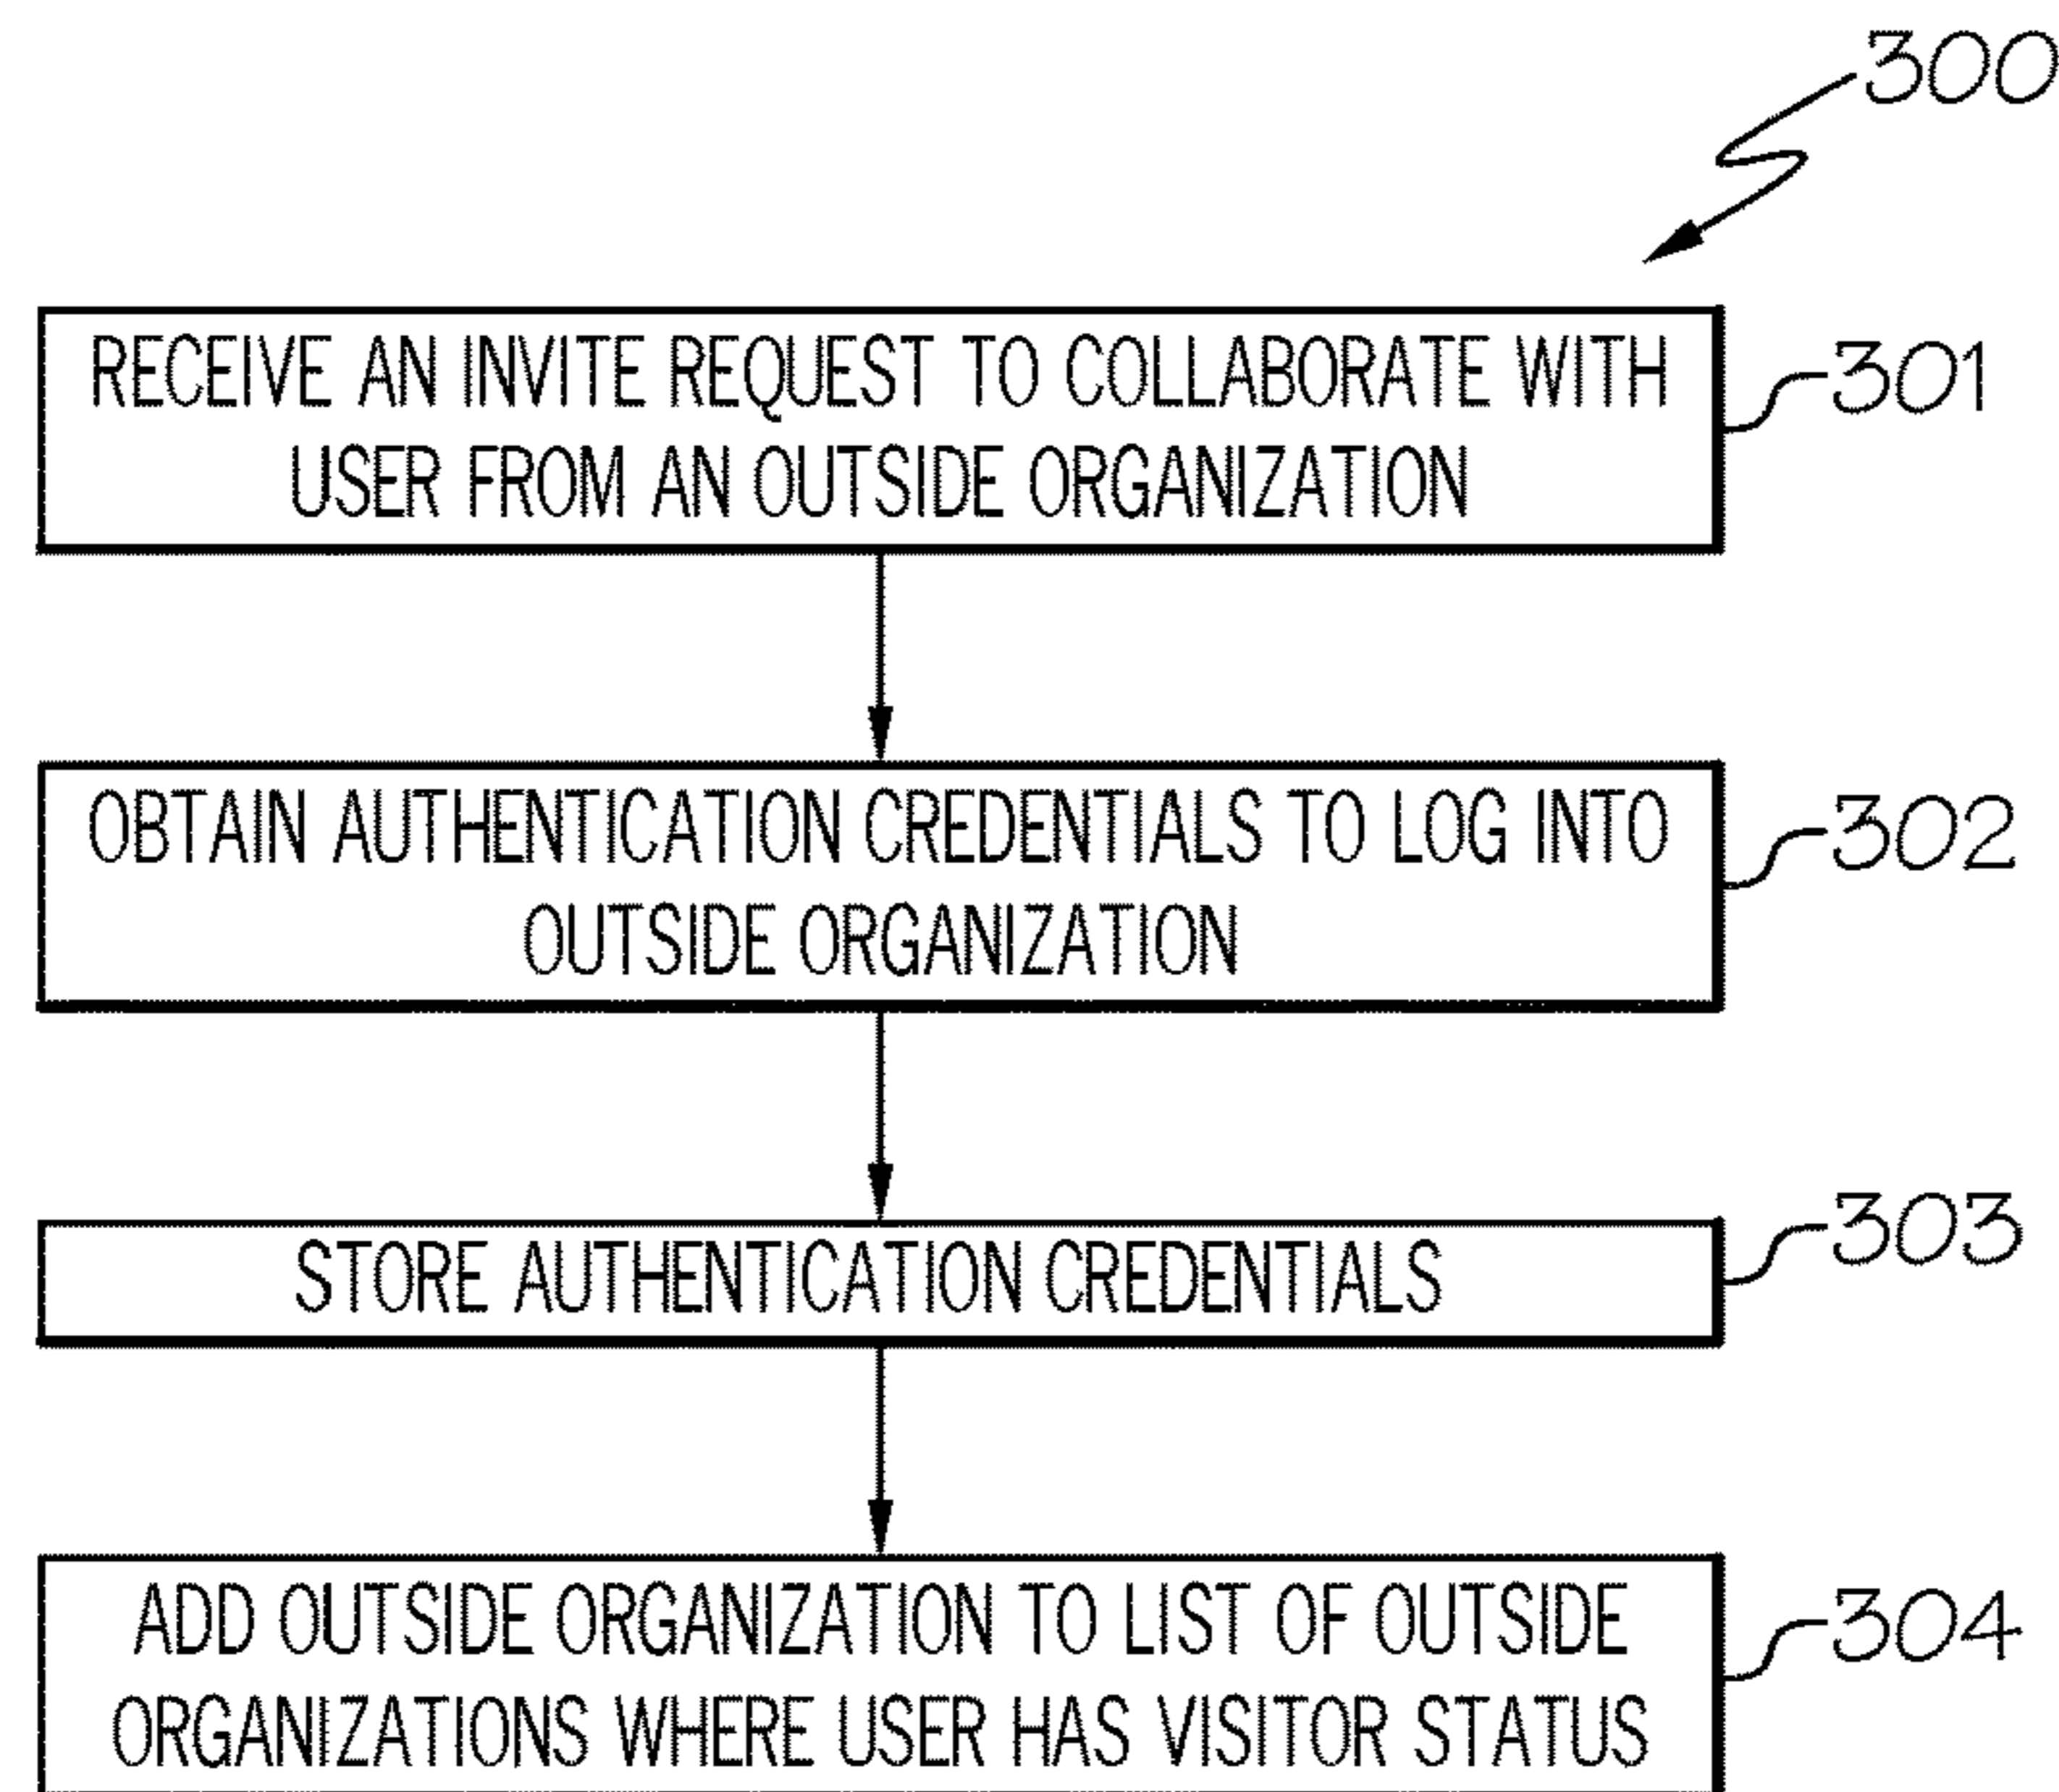 300
RECEIVE AN INVITE REQUEST TO COLLABORATE WITH
USER FROM AN OUTSIDE ORGANIZATION
301
OBTAIN AUTHENTICATION CREDENTIALS TO LOG INTO
OUTSIDE ORGANIZATION
302
STORE AUTHENTICATION CREDENTIALS
303
ADD OUTSIDE ORGANIZATION TO LIST OF OUTSIDE
ORGANIZATIONS WHERE USER HAS VISITOR STATUS
304